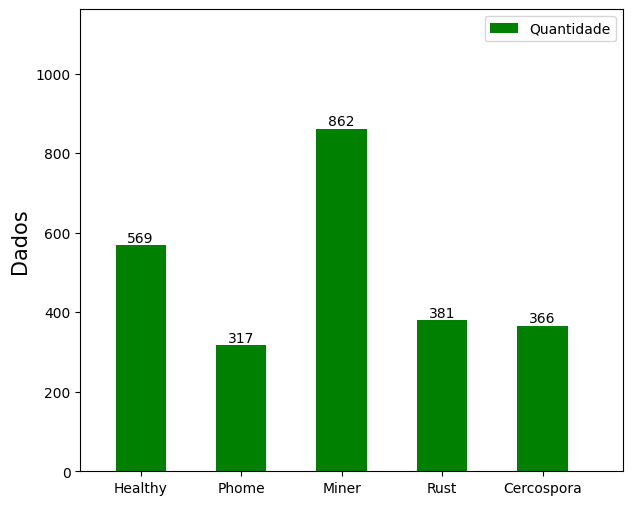 Quantidade
Dados
1000
800
600
400
200
0
569
317
862
381
366
Healthy
Phome
Miner
Rust
Cercospora